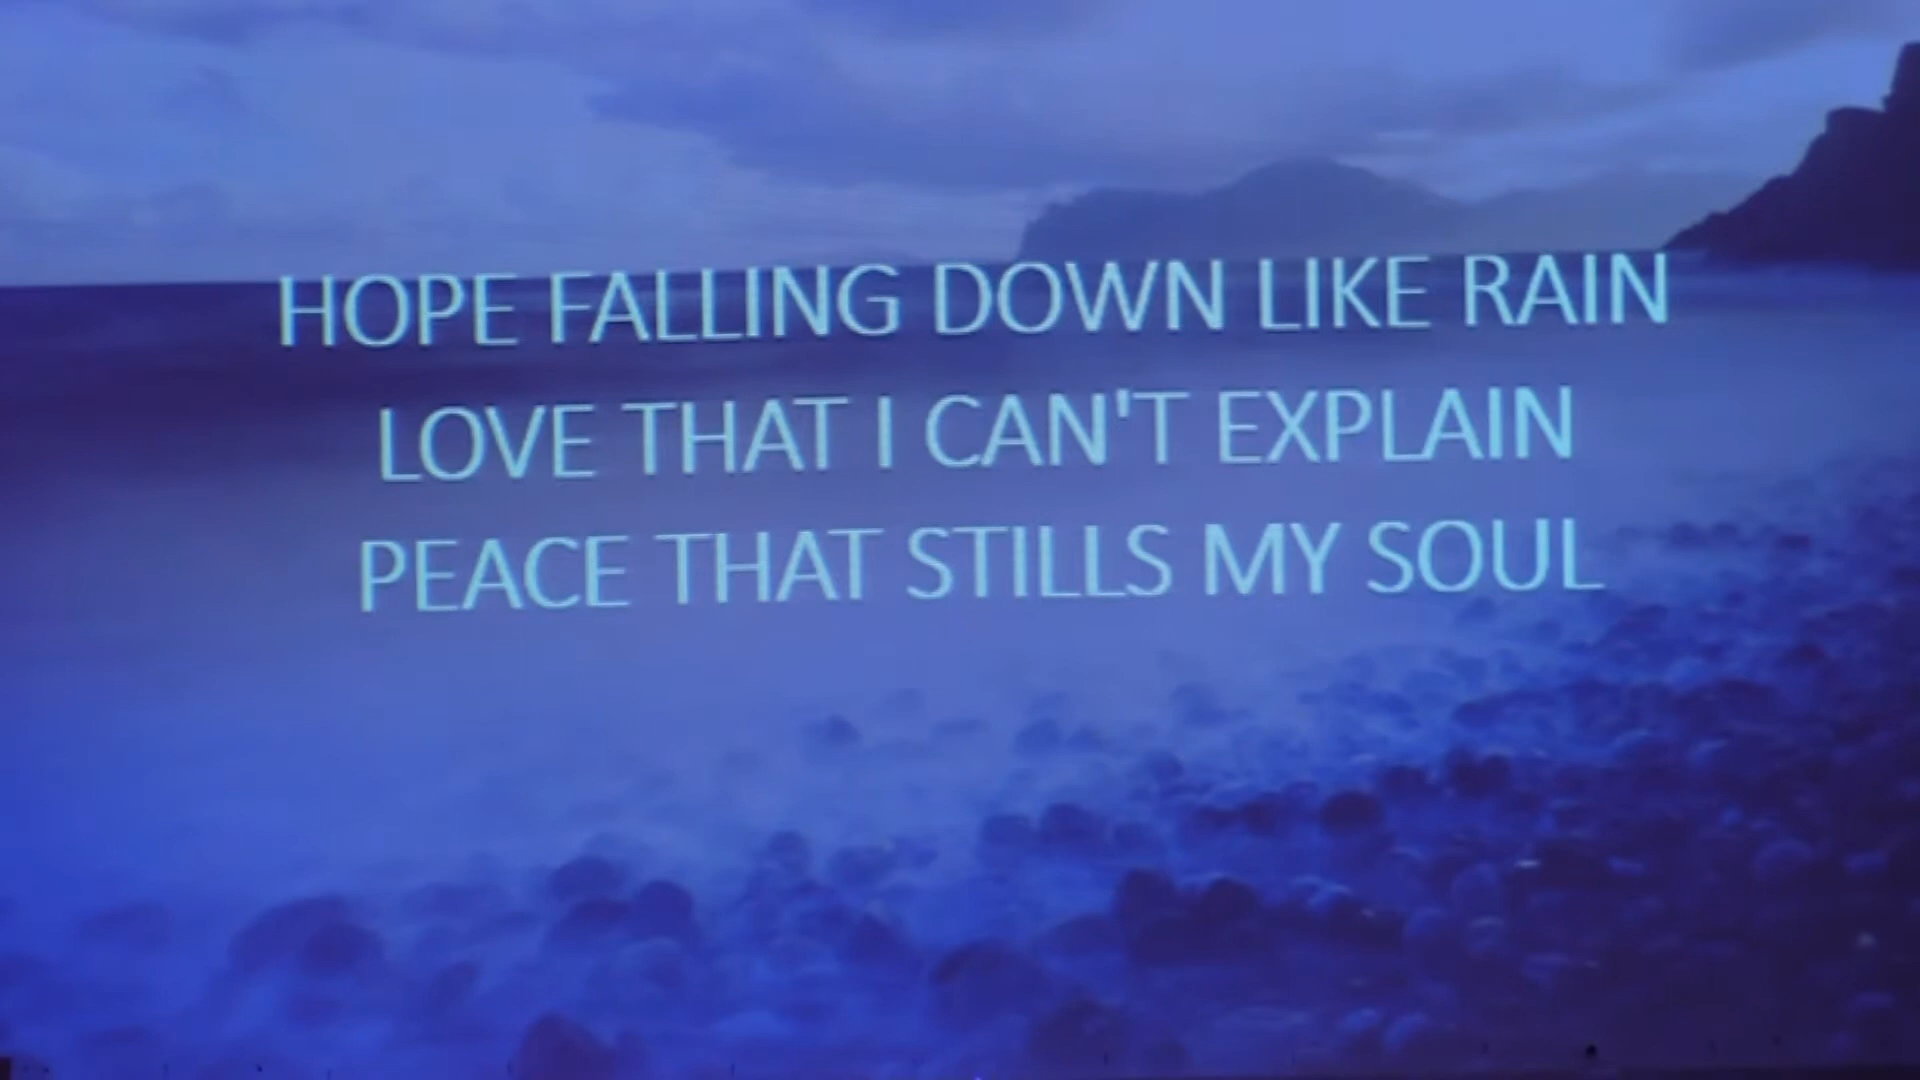 HOPE FALLING DOWN LIKE RAIN
LOVE THAT I CAN'T EXPLAIN
PEACE THAT STILLS MY SOUL